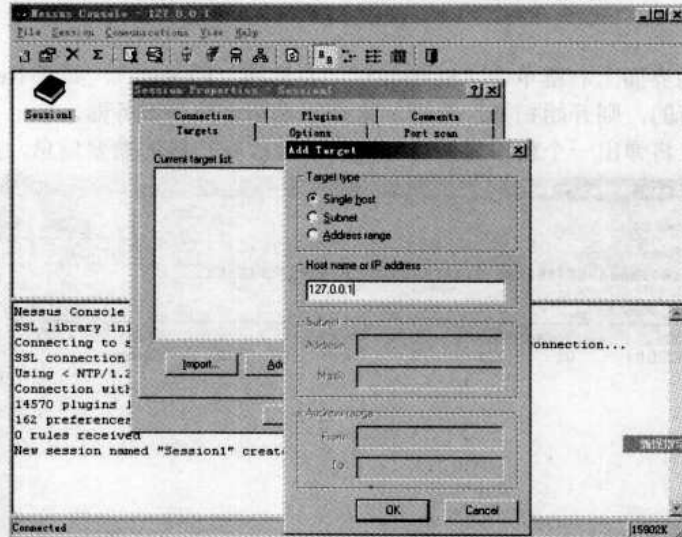 Nessus Console - 127.0.0.1
File Session Communications View Help
Session1
Session Properties - Session1
Connection Plugins Comments
Targets Options Port scan
Current target list:
Import...
Add Target
Target type
Single host
Subnet
Address range
Host name or IP address
127.0.0.1
Subnet
Address:
Mask:
Address range
From:
To:
OK Cancel
Nessus Console
SSL library ini
Connecting to s onnection...
SSL connection
Using < NTP/1.2
Connection with
14570 plugins
162 preferences
0 rules received
New session named "Session1" creat
Connected 15902K